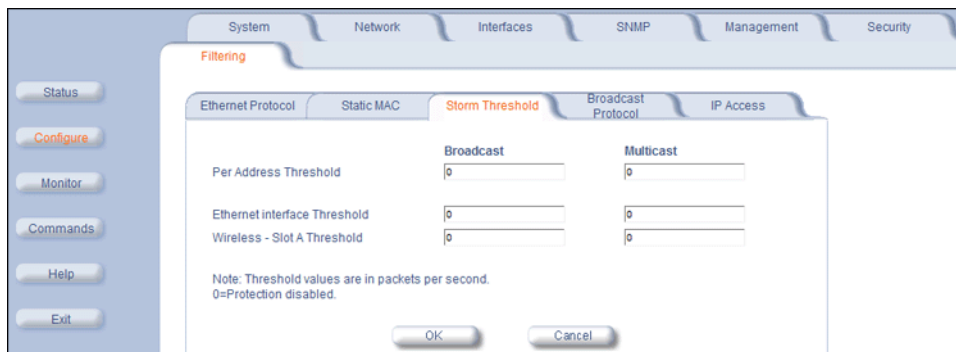 System Network Interfaces SNMP Management Security
Filtering
Status
Configure
Monitor
Commands
Help
Exit
Ethernet Protocol Static MAC Storm Threshold Broadcast Protocol IP Access
Broadcast Multicast
Per Address Threshold 0 0
Ethernet interface Threshold 0 0
Wireless - Slot A Threshold 0 0
Note: Threshold values are in packets per second.
0=Protection disabled.
OK Cancel